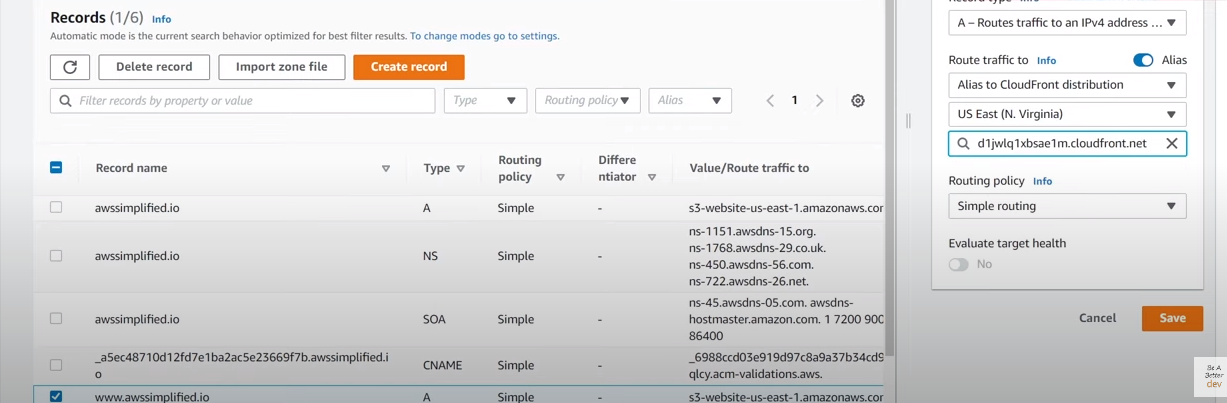 Records (1/6) Info
Automatic mode is the current search behavior optimized for best filter results. To change modes go to settings.
Delete record
Import zone file
Create record
Filter records by property or value
Type
Routing policy
Alias
1
Record name
Type
Routing policy
Differe ntiator
Value/Route traffic to
awssimplified.io A Simple - s3-website-us-east-1.amazonaws.cor
awssimplified.io NS Simple -
ns-1151.awsdns-15.org.
ns-1768.awsdns-29.co.uk.
ns-450.awsdns-56.com.
ns-722.awsdns-26.net.
awssimplified.io SOA Simple -
ns-45.awsdns-05.com. awsdns-
hostmaster.amazon.com. 1 7200 900
86400
_a5ec48710d12fd7e1ba2ac5e23669f7b.awssimplified.i
o
CNAME Simple -
_6988ccd03e919d97c8a9a37b34cd9
qlcy.acm-validations.aws.
www.awssimplified.io A Simple - s3-website-us-east-1.amazonaws.cor
A – Routes traffic to an IPv4 address ...
Route traffic to Info
Alias
Alias to CloudFront distribution
US East (N. Virginia)
d1jwlq1xbsae1m.cloudfront.net
Routing policy Info
Simple routing
Evaluate target health
No
Cancel
Save
Be A
Better
dev